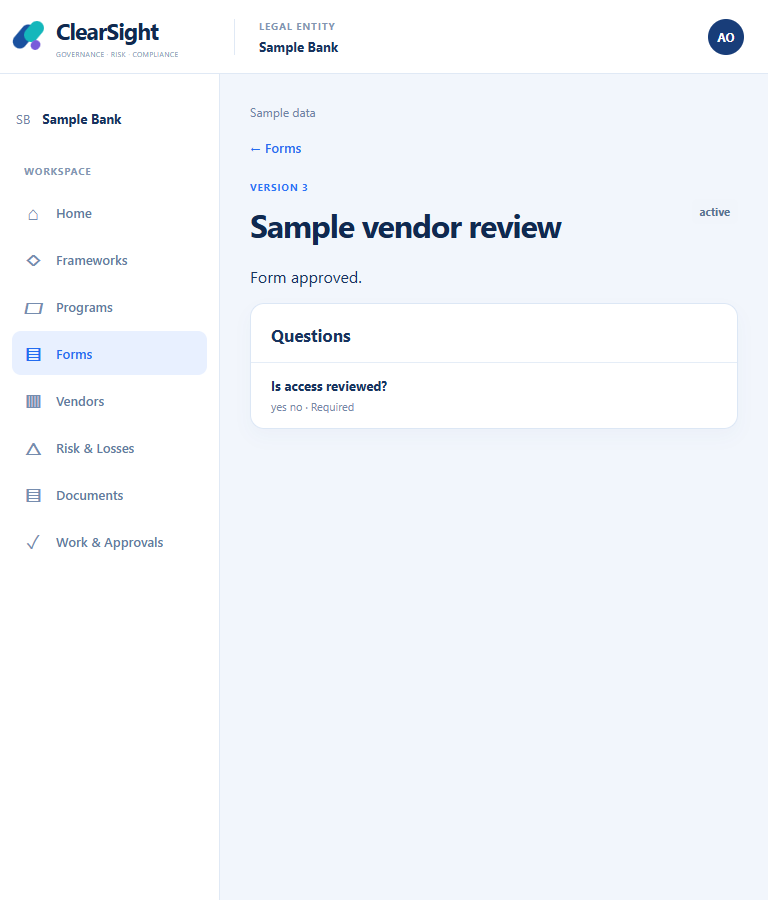 ClearSight
GOVERNANCE · RISK · COMPLIANCE
LEGAL ENTITY
Sample Bank
AO
SB Sample Bank
WORKSPACE
Home
Frameworks
Programs
Forms
Vendors
Risk & Losses
Documents
Work & Approvals
Sample data
← Forms
VERSION 3
Sample vendor review
active
Form approved.
Questions
Is access reviewed?
yes no · Required